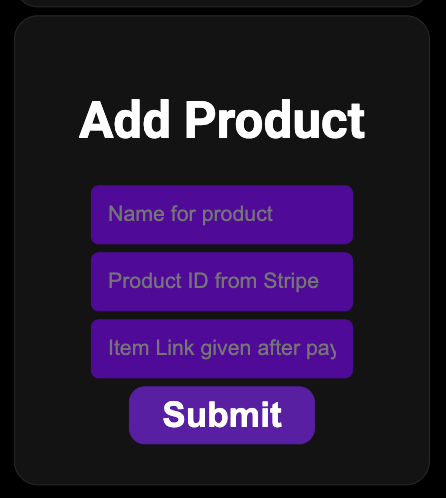 Add Product
Name for product
Product ID from Stripe
Item Link given after pay
Submit